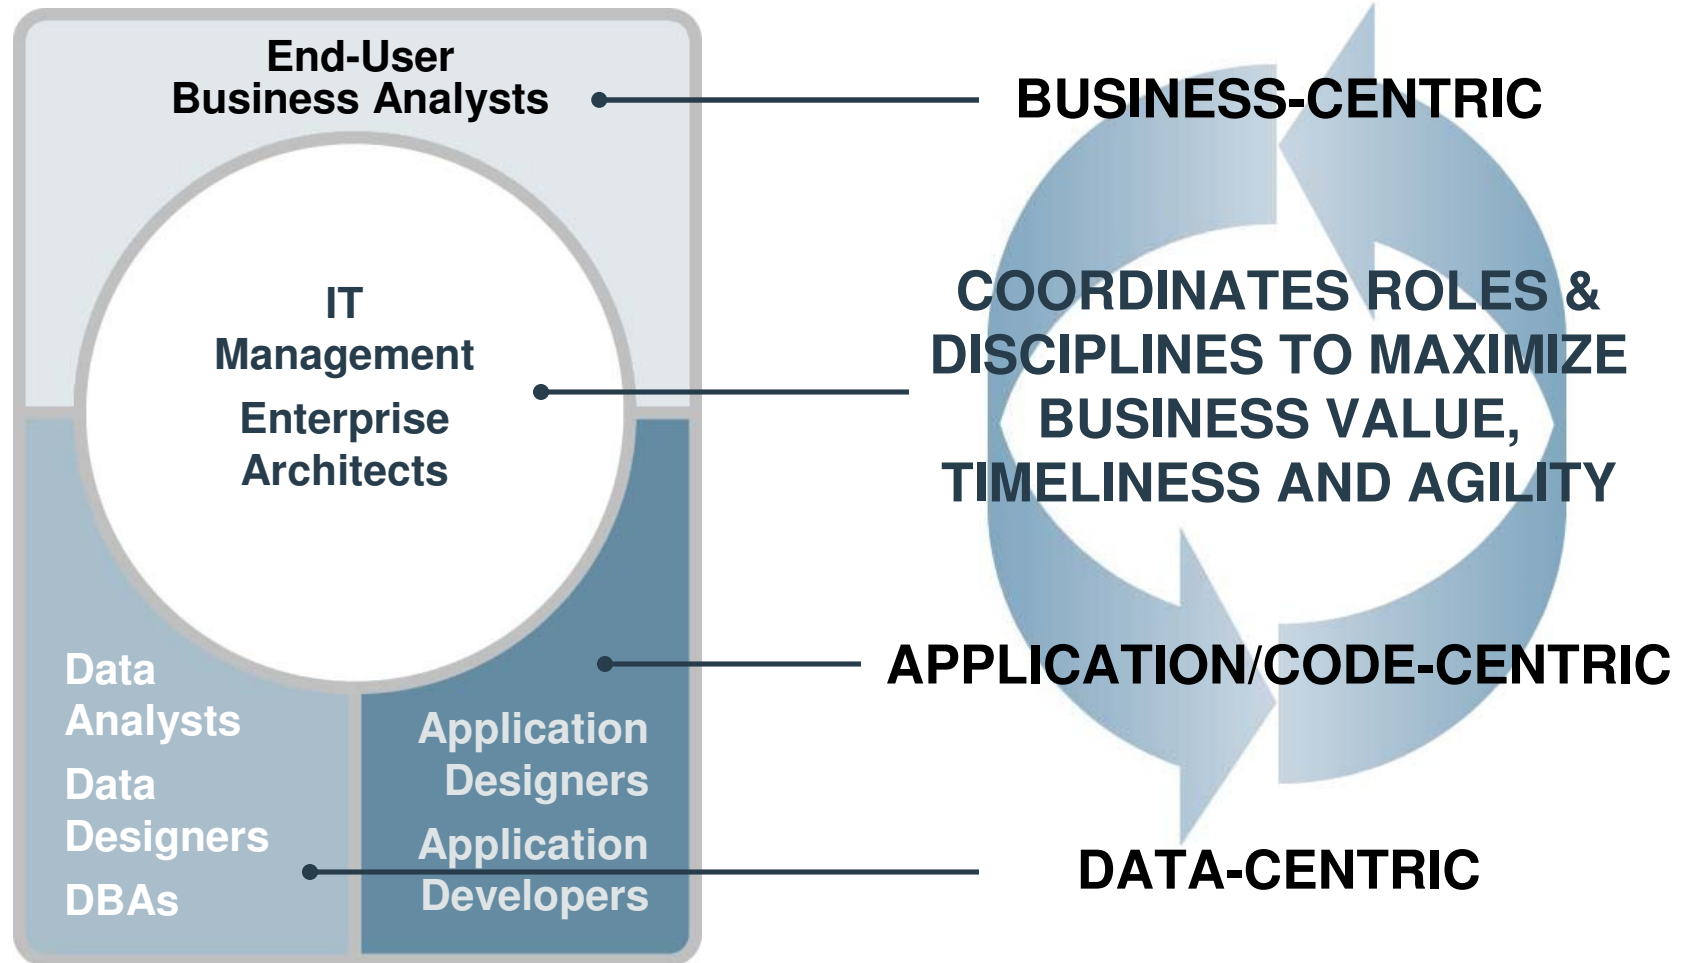 End-User
Business Analysts
BUSINESS-CENTRIC
IT
Management
Enterprise
Architects
COORDINATES ROLES &
DISCIPLINES TO MAXIMIZE
BUSINESS VALUE,
TIMELINESS AND AGILITY
Data
Analysts
Data
Designers
DBAs
Application
Designers
Application
Developers
APPLICATION/CODE-CENTRIC
DATA-CENTRIC